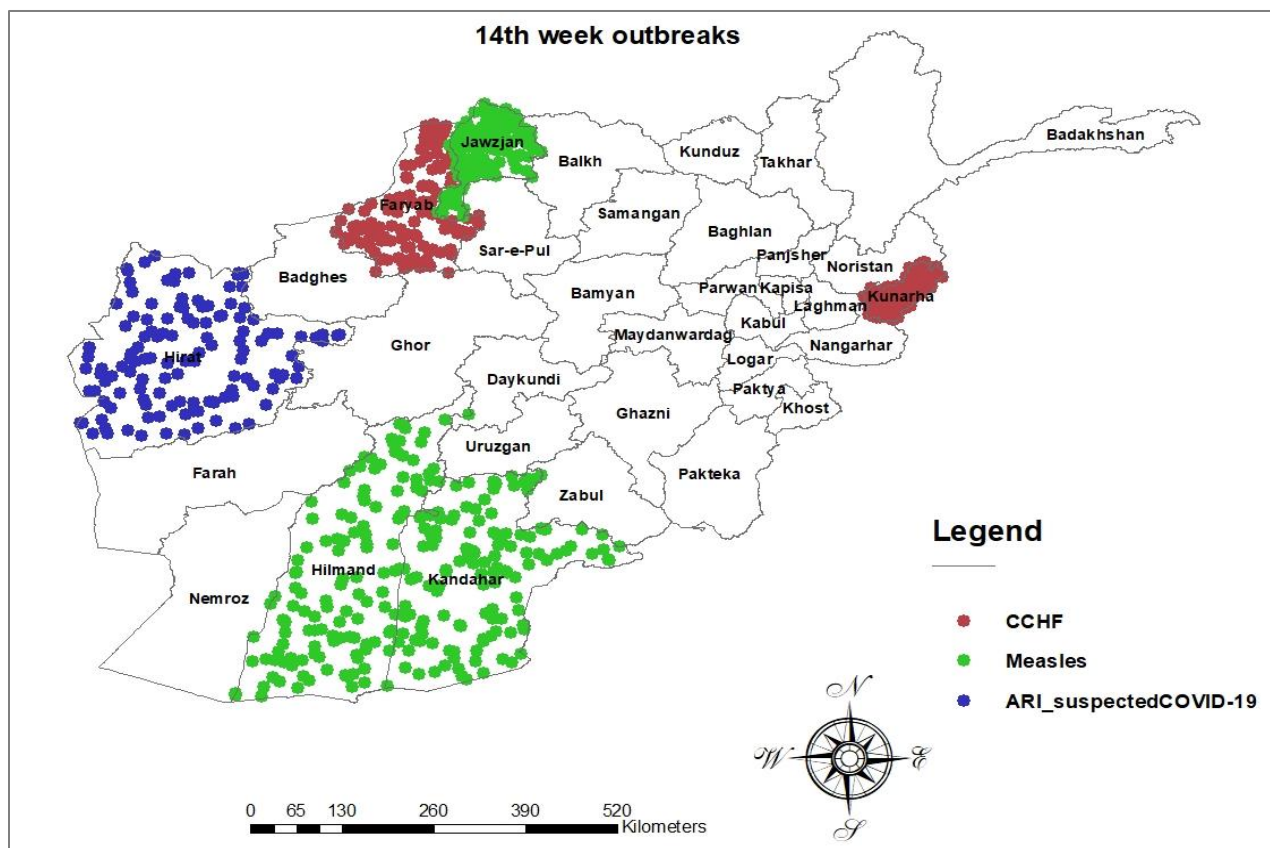 14th week outbreaks
Badakhshan
Jawzjan
Balkh
Kunduz
Takhar
Faryab
Samangan
Baghlan
Sar-e-Pul
Panjsher
Noristan
Badghes
Bamyan
Parwan
Kapisa
Kunarha
Laghman
Hirat
Ghor
Maydanwardag
Kabul
Nangarhar
Logar
Daykundi
Paktya
Ghazni
Khost
Uruzgan
Farah
Pakteka
Zabul
Hilmand
Kandahar
Nemroz
Legend
CCHF
Measles
ARI_suspectedCOVID-19
N
W
E
S
0 65 130 260 390 520
Kilometers